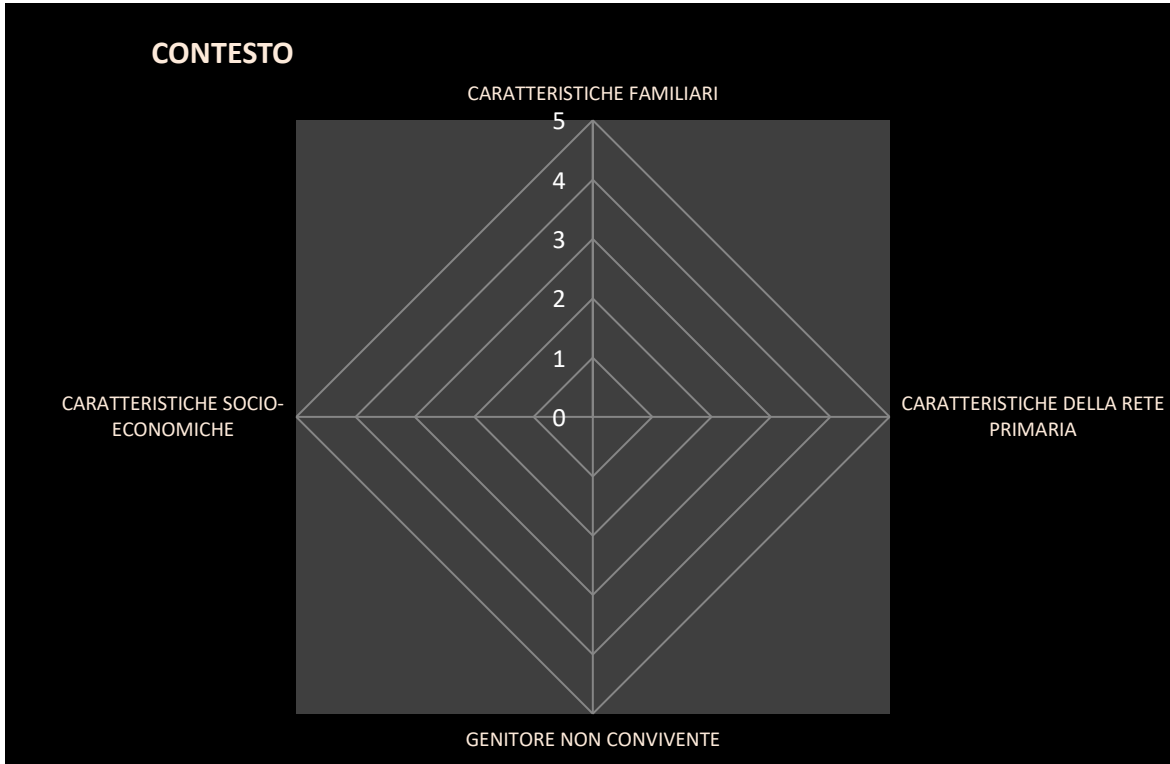 CONTESTO
CARATTERISTICHE FAMILIARI
5
4
3
2
1
0
CARATTERISTICHE SOCIO-
ECONOMICHE
CARATTERISTICHE DELLA RETE
PRIMARIA
GENITORE NON CONVIVENTE